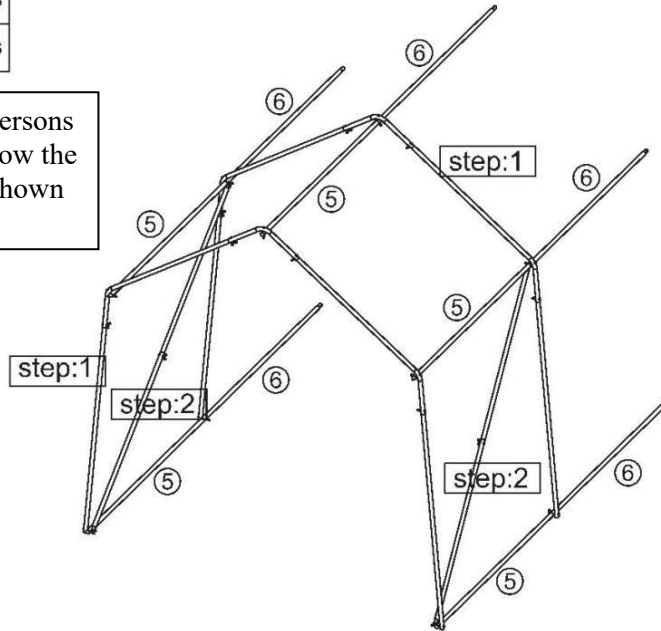 ersons
ow the
hown
⑥
⑥
step:1
⑥
⑤
⑤
⑤
step:1
step:2
⑥
step:2
⑤
⑥
⑤